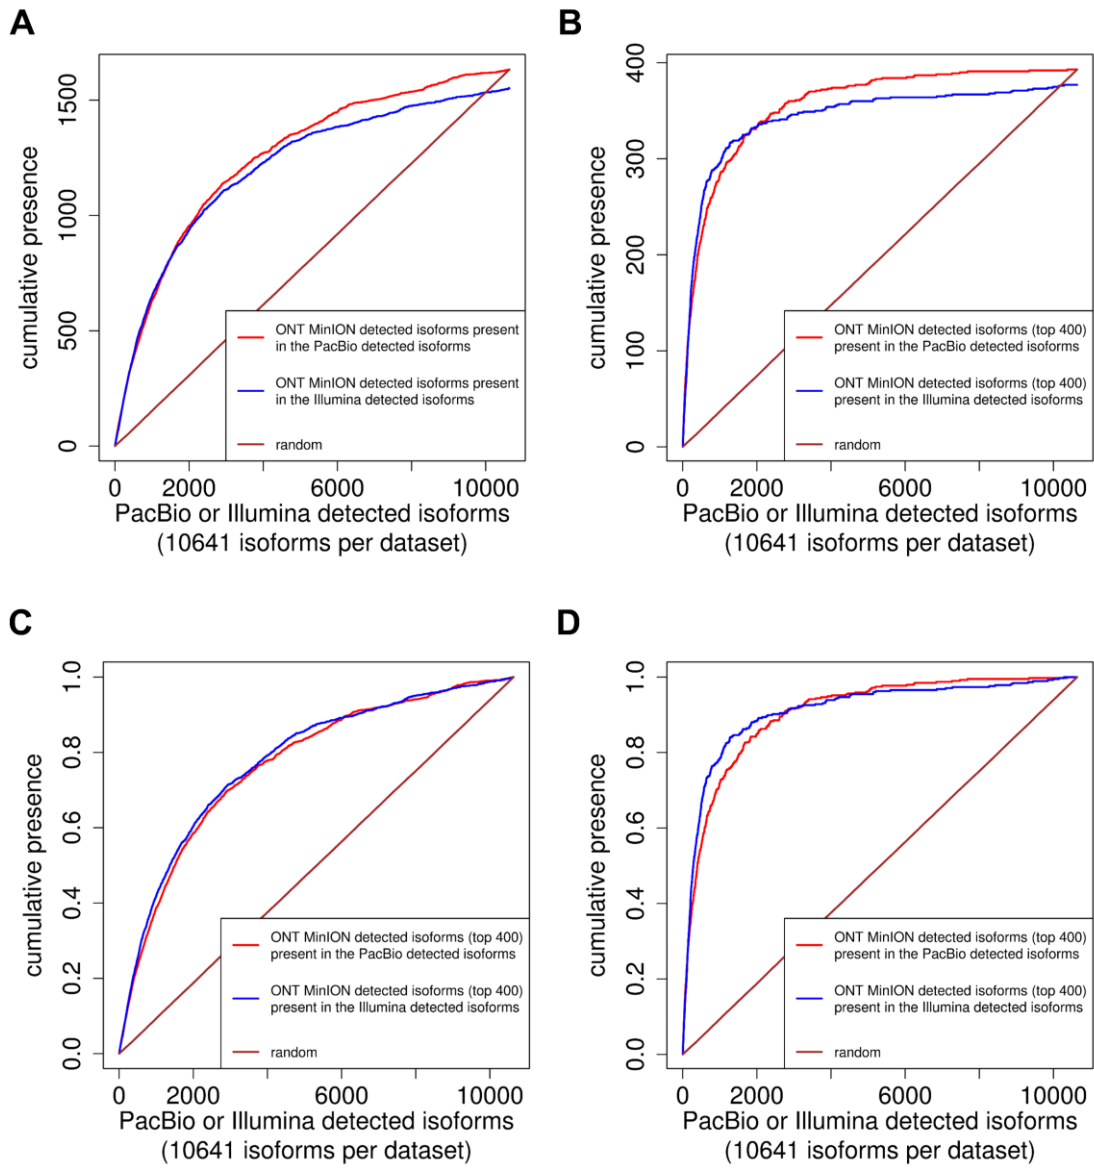 A
cumulative presence
0
500
1000
1500
ONT MinION detected isoforms present
in the PacBio detected isoforms
ONT MinION detected isoforms present
in the Illumina detected isoforms
random
0
2000
6000
10000
PacBio or Illumina detected isoforms
(10641 isoforms per dataset)
B
cumulative presence
0
100
200
300
400
ONT MinION detected isoforms (top 400)
present in the PacBio detected isoforms
ONT MinION detected isoforms (top 400)
present in the Illumina detected isoforms
random
0
2000
6000
10000
PacBio or Illumina detected isoforms
(10641 isoforms per dataset)
C
cumulative presence
0.0
0.2
0.4
0.6
0.8
1.0
ONT MinION detected isoforms (top 400)
present in the PacBio detected isoforms
ONT MinION detected isoforms (top 400)
present in the Illumina detected isoforms
random
0
2000
6000
10000
PacBio or Illumina detected isoforms
(10641 isoforms per dataset)
D
cumulative presence
0.0
0.2
0.4
0.6
0.8
1.0
ONT MinION detected isoforms (top 400)
present in the PacBio detected isoforms
ONT MinION detected isoforms (top 400)
present in the Illumina detected isoforms
random
0
2000
6000
10000
PacBio or Illumina detected isoforms
(10641 isoforms per dataset)